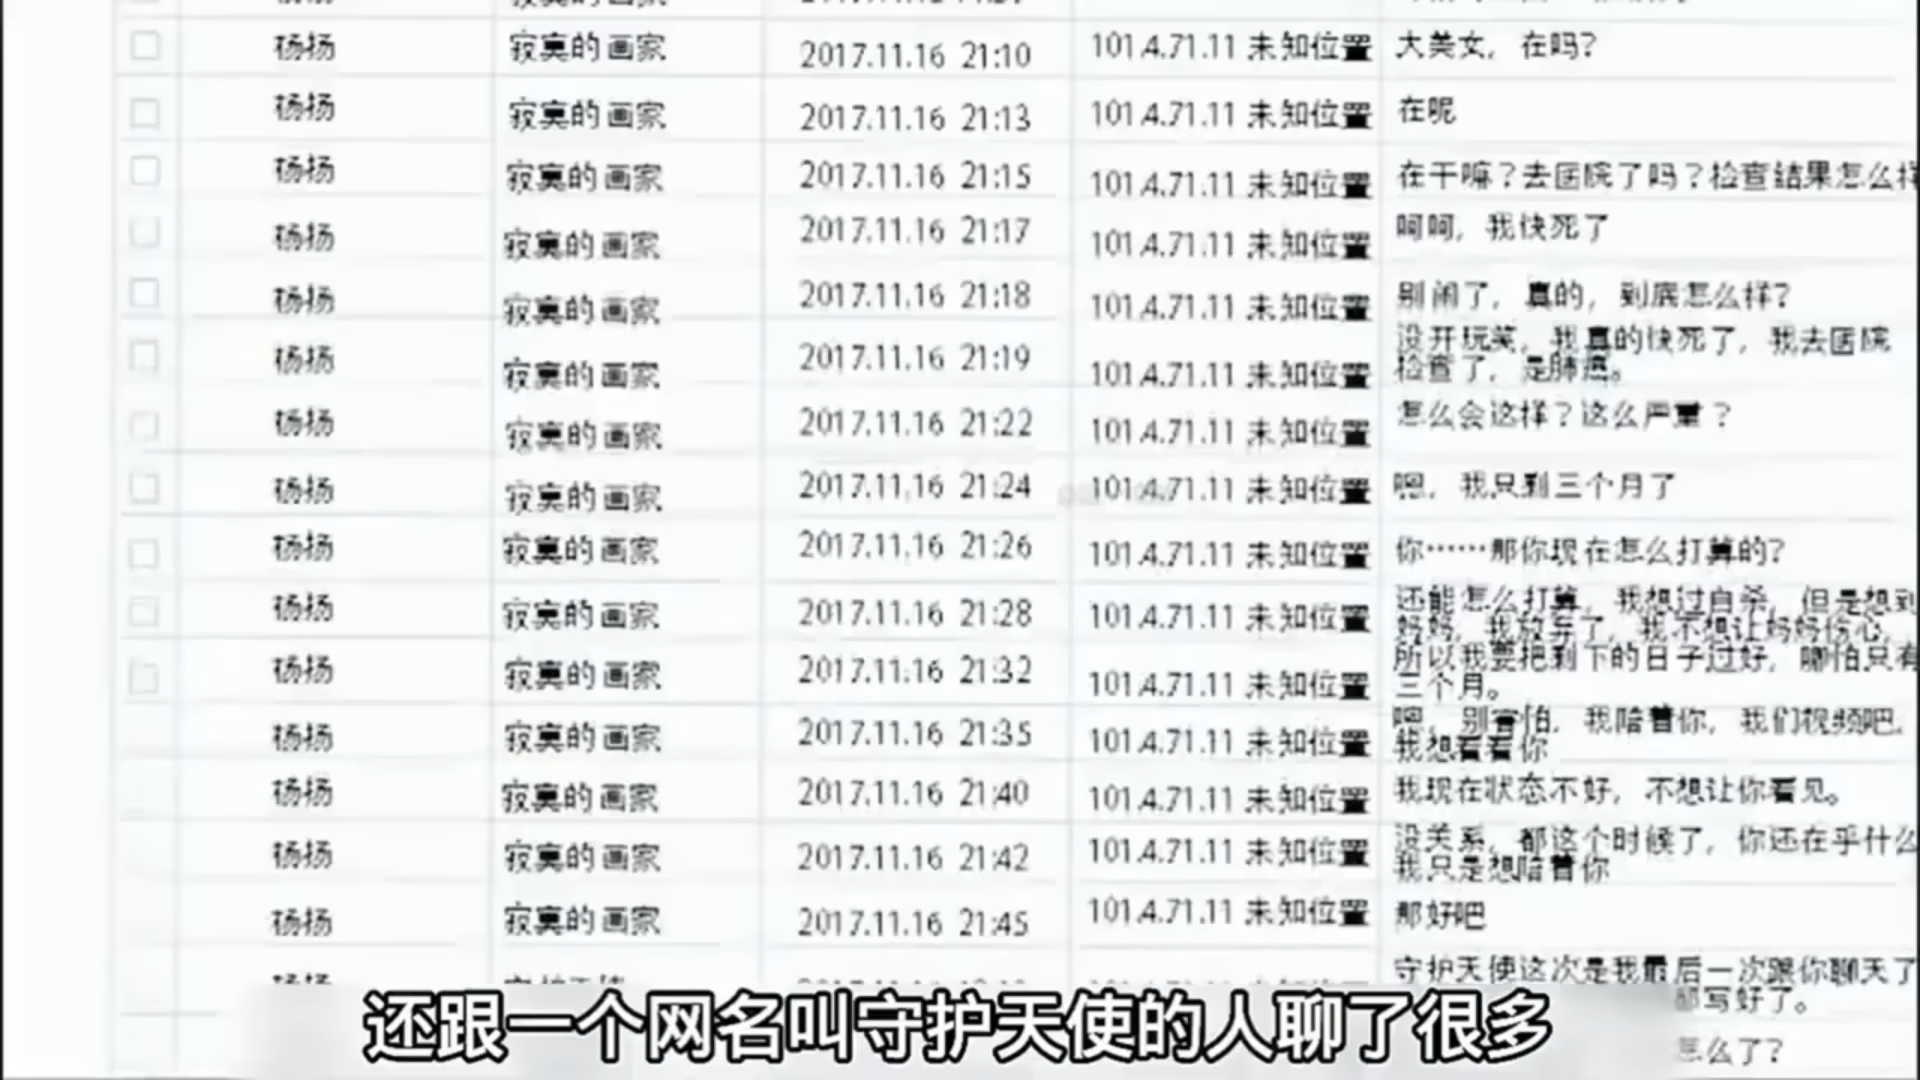 杨扬 寂寞的画家 2017.11.16 21:10 101.4.71.11 未知位置 大美女，在吗？
杨扬 寂寞的画家 2017.11.16 21:13 101.4.71.11 未知位置 在呢
杨扬 寂寞的画家 2017.11.16 21:15 101.4.71.11 未知位置 在干嘛？去医院了吗？检查结果怎么样
杨扬 寂寞的画家 2017.11.16 21:17 101.4.71.11 未知位置 呵呵，我快死了
杨扬 寂寞的画家 2017.11.16 21:18 101.4.71.11 未知位置 别闹了，真的，到底怎么样？
杨扬 寂寞的画家 2017.11.16 21:19 101.4.71.11 未知位置 没开玩笑，我真的快死了，我去医院
检查了，是肺癌。
杨扬 寂寞的画家 2017.11.16 21:22 101.4.71.11 未知位置 怎么会这样？这么严重？
杨扬 寂寞的画家 2017.11.16 21:24 101.4.71.11 未知位置 嗯，我只剩三个月了
杨扬 寂寞的画家 2017.11.16 21:26 101.4.71.11 未知位置 你……那你现在怎么打算的？
杨扬 寂寞的画家 2017.11.16 21:28 101.4.71.11 未知位置 还能怎么打算，我想过自杀，但是想到
妈妈，我放弃了，我不想让妈妈伤心，
杨扬 寂寞的画家 2017.11.16 21:32 101.4.71.11 未知位置 所以我要把剩下的日子过好，哪怕只有
三个月。
杨扬 寂寞的画家 2017.11.16 21:35 101.4.71.11 未知位置 嗯，别害怕，我陪着你，我们视频吧，
我想看看你
杨扬 寂寞的画家 2017.11.16 21:40 101.4.71.11 未知位置 我现在状态不好，不想让你看见。
杨扬 寂寞的画家 2017.11.16 21:42 101.4.71.11 未知位置 没关系，都这个时候了，你还在乎什么
我只是想陪着你
杨扬 寂寞的画家 2017.11.16 21:45 101.4.71.11 未知位置 那好吧
守护天使这次是我最后一次跟你聊天了
都写好了。
怎么了？
还跟一个网名叫守护天使的人聊了很多